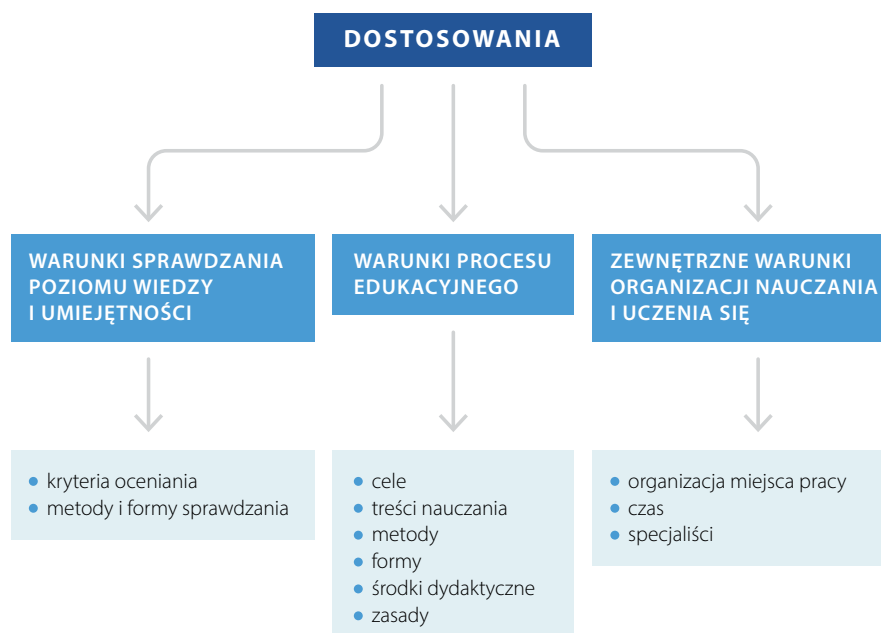 DOSTOSOWANIA
WARUNKI SPRAWDZANIA
POZIOMU WIEDZY
I UMIEJĘTNOŚCI
WARUNKI PROCESU
EDUKACYJNEGO
ZEWNĘTRZNE WARUNKI
ORGANIZACJI NAUCZANIA
I UCZENIA SIĘ
• kryteria oceniania
• metody i formy sprawdzania
• cele
• treści nauczania
• metody
• formy
• środki dydaktyczne
• zasady
• organizacja miejsca pracy
• czas
• specjaliści